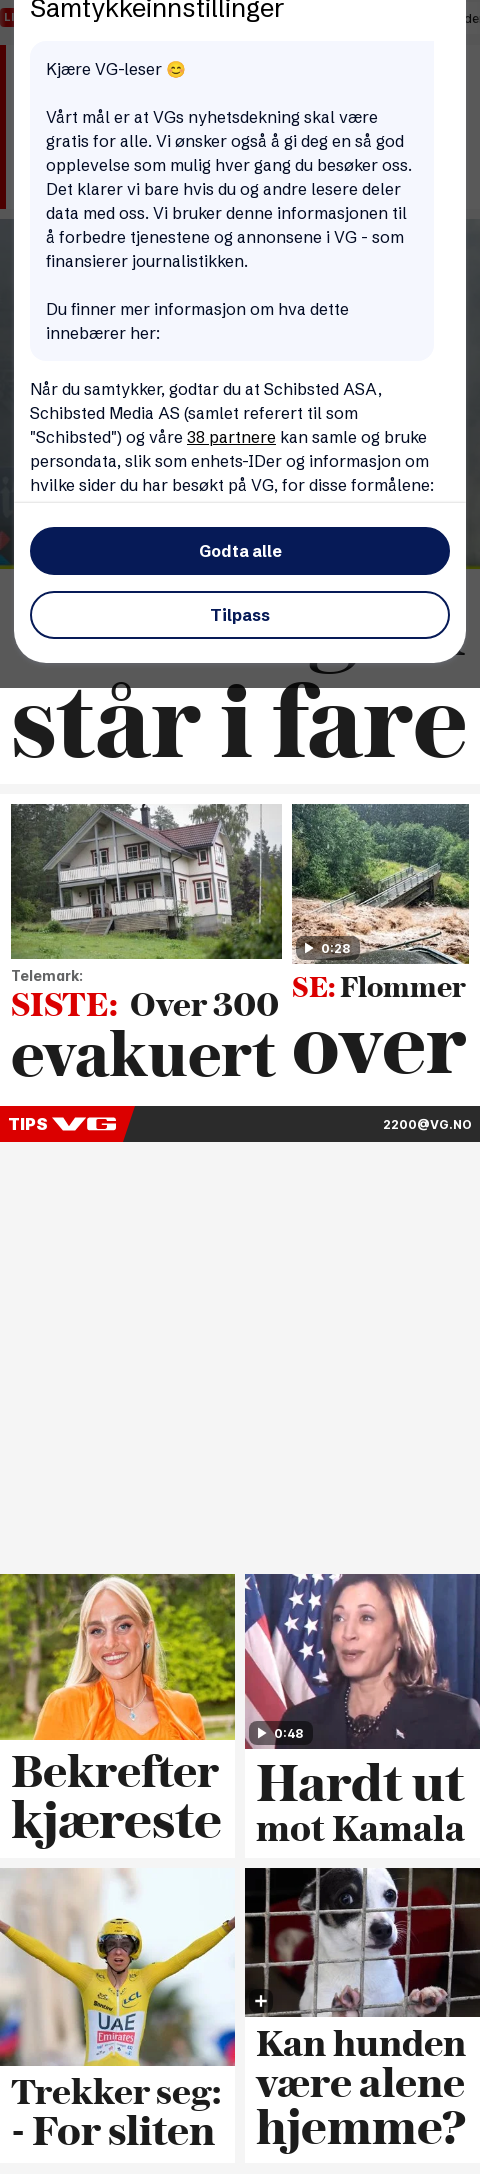 Samtykkeinnstillinger
Kjære VG-leser 😊
Vårt mål er at VGs nyhetsdekning skal være
gratis for alle. Vi ønsker også å gi deg en så god
opplevelse som mulig hver gang du besøker oss.
Det klarer vi bare hvis du og andre lesere deler
data med oss. Vi bruker denne informasjonen til
å forbedre tjenestene og annonsene i VG - som
finansierer journalistikken.
Du finner mer informasjon om hva dette
innebærer her:
Når du samtykker, godtar du at Schibsted ASA,
Schibsted Media AS (samlet referert til som
"Schibsted") og våre 38 partnere kan samle og bruke
persondata, slik som enhets-IDer og informasjon om
hvilke sider du har besøkt på VG, for disse formålene:
Godta alle
Tilpass
står i fare
0:28
Telemark:
SISTE: Over 300
evakuert
SE: Flommer
over
TIPS VG
2200@VG.NO
0:48
Bekrefter
kjæreste
Hardt ut
mot Kamala
LCL
UAE
Emirates
Trekker seg:
- For sliten
Kan hunden
være alene
hjemme?